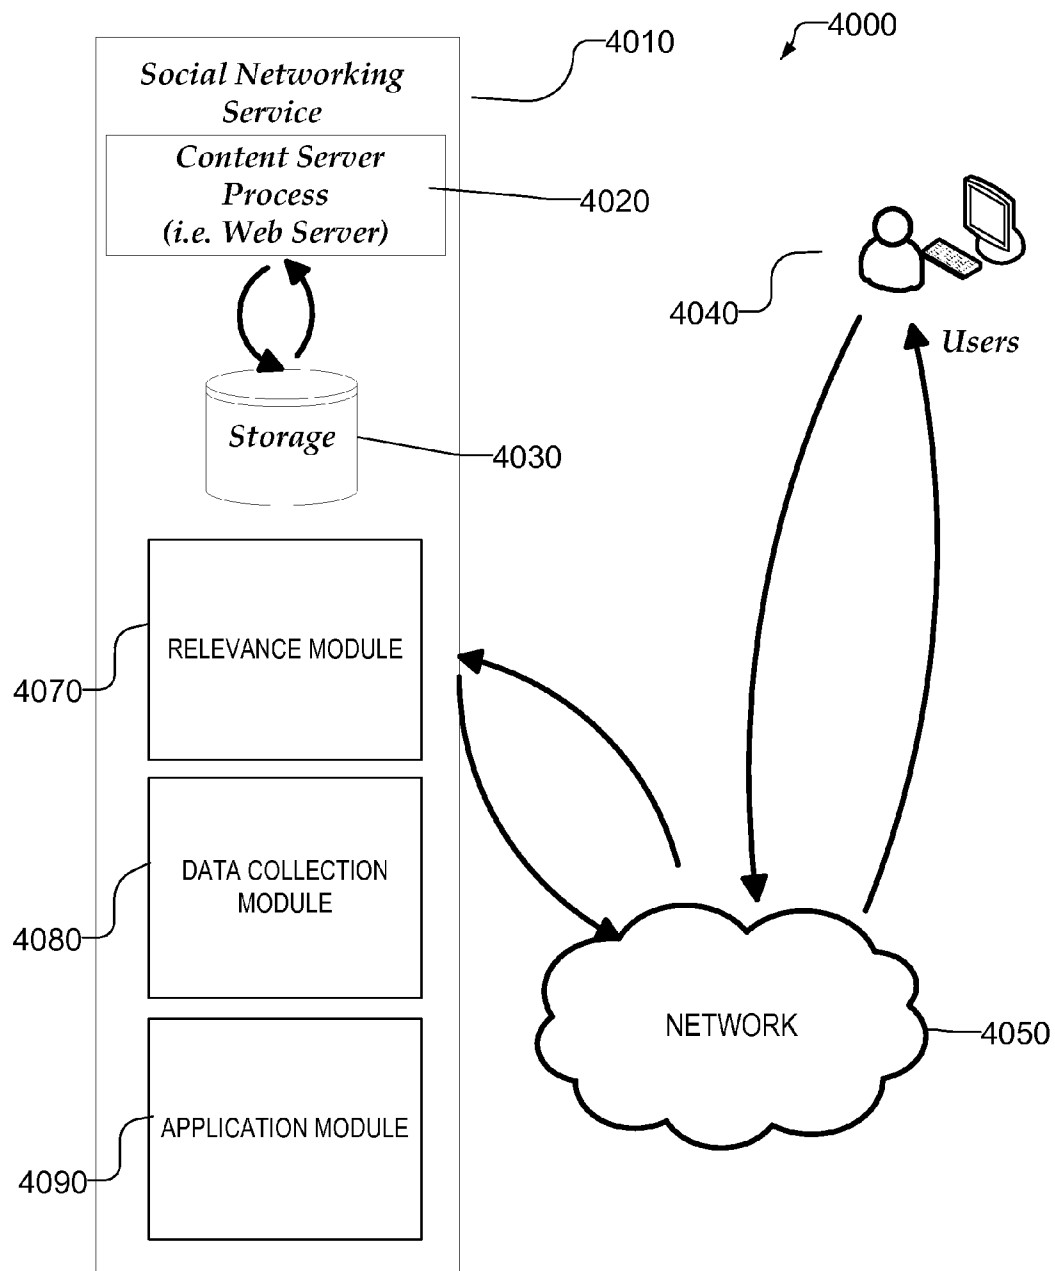 4000
4010
Social Networking
Service
Content Server
Process
(i.e. Web Server)
4020
4040
Users
Storage
4030
RELEVANCE MODULE
4070
DATA COLLECTION
MODULE
4080
NETWORK
4050
APPLICATION MODULE
4090